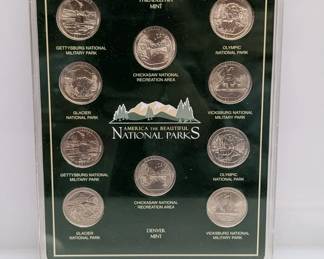 PHILADELPHIA
MINT
GETTYSBURG NATIONAL
MILITARY PARK
OLYMPIC
NATIONAL PARK
CHICKASAW NATIONAL
RECREATION AREA
GLACIER
NATIONAL PARK
VICKSBURG NATIONAL
MILITARY PARK
AMERICA THE BEAUTIFUL
NATIONAL PARKS
GETTYSBURG NATIONAL
MILITARY PARK
OLYMPIC
NATIONAL PARK
CHICKASAW NATIONAL
RECREATION AREA
GLACIER
NATIONAL PARK
DENVER
MINT
VICKSBURG NATIONAL
MILITARY PARK